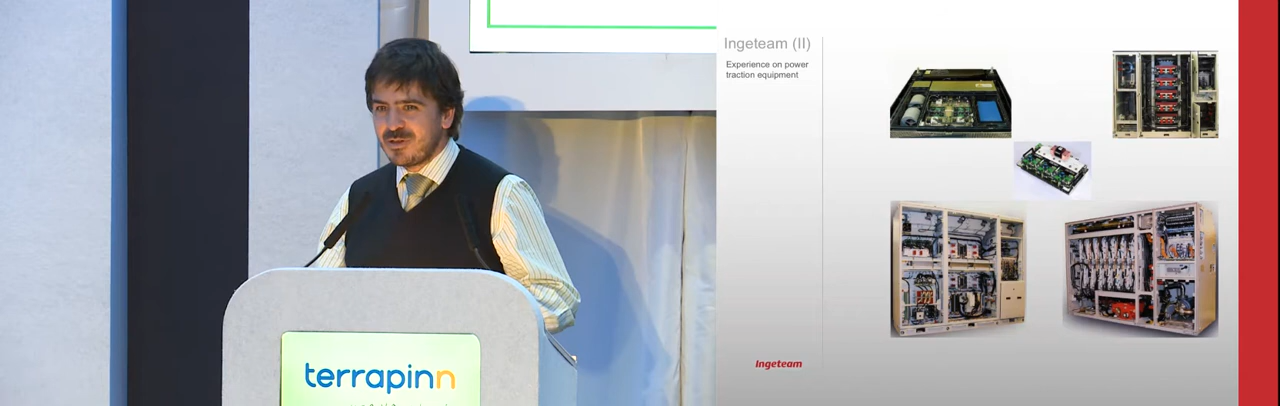 terrapinn
Ingeteam (II)
Experience on power
traction equipment
Ingeteam